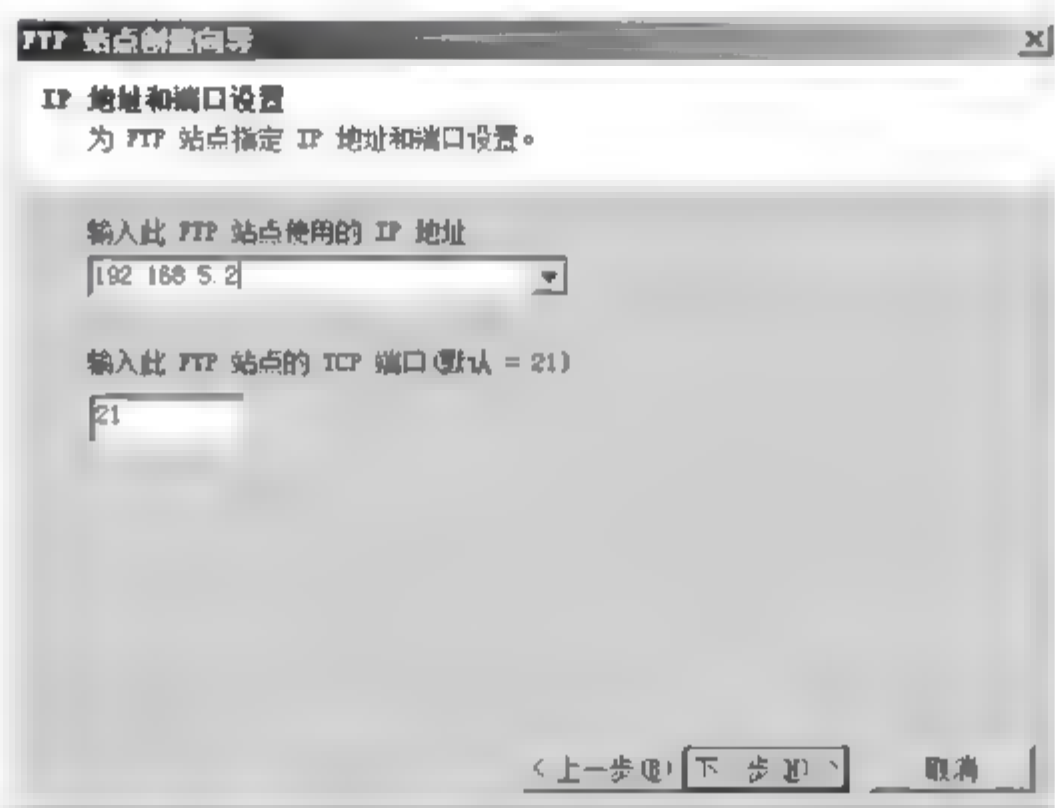 FTP 站点创建向导
IP 地址和端口设置
为 FTP 站点指定 IP 地址和端口设置。
输入此 FTP 站点使用的 IP 地址
192 168 5.2
输入此 FTP 站点的 TCP 端口(默认 = 21)
21
< 上一步(B) 下 步(N) > 取消